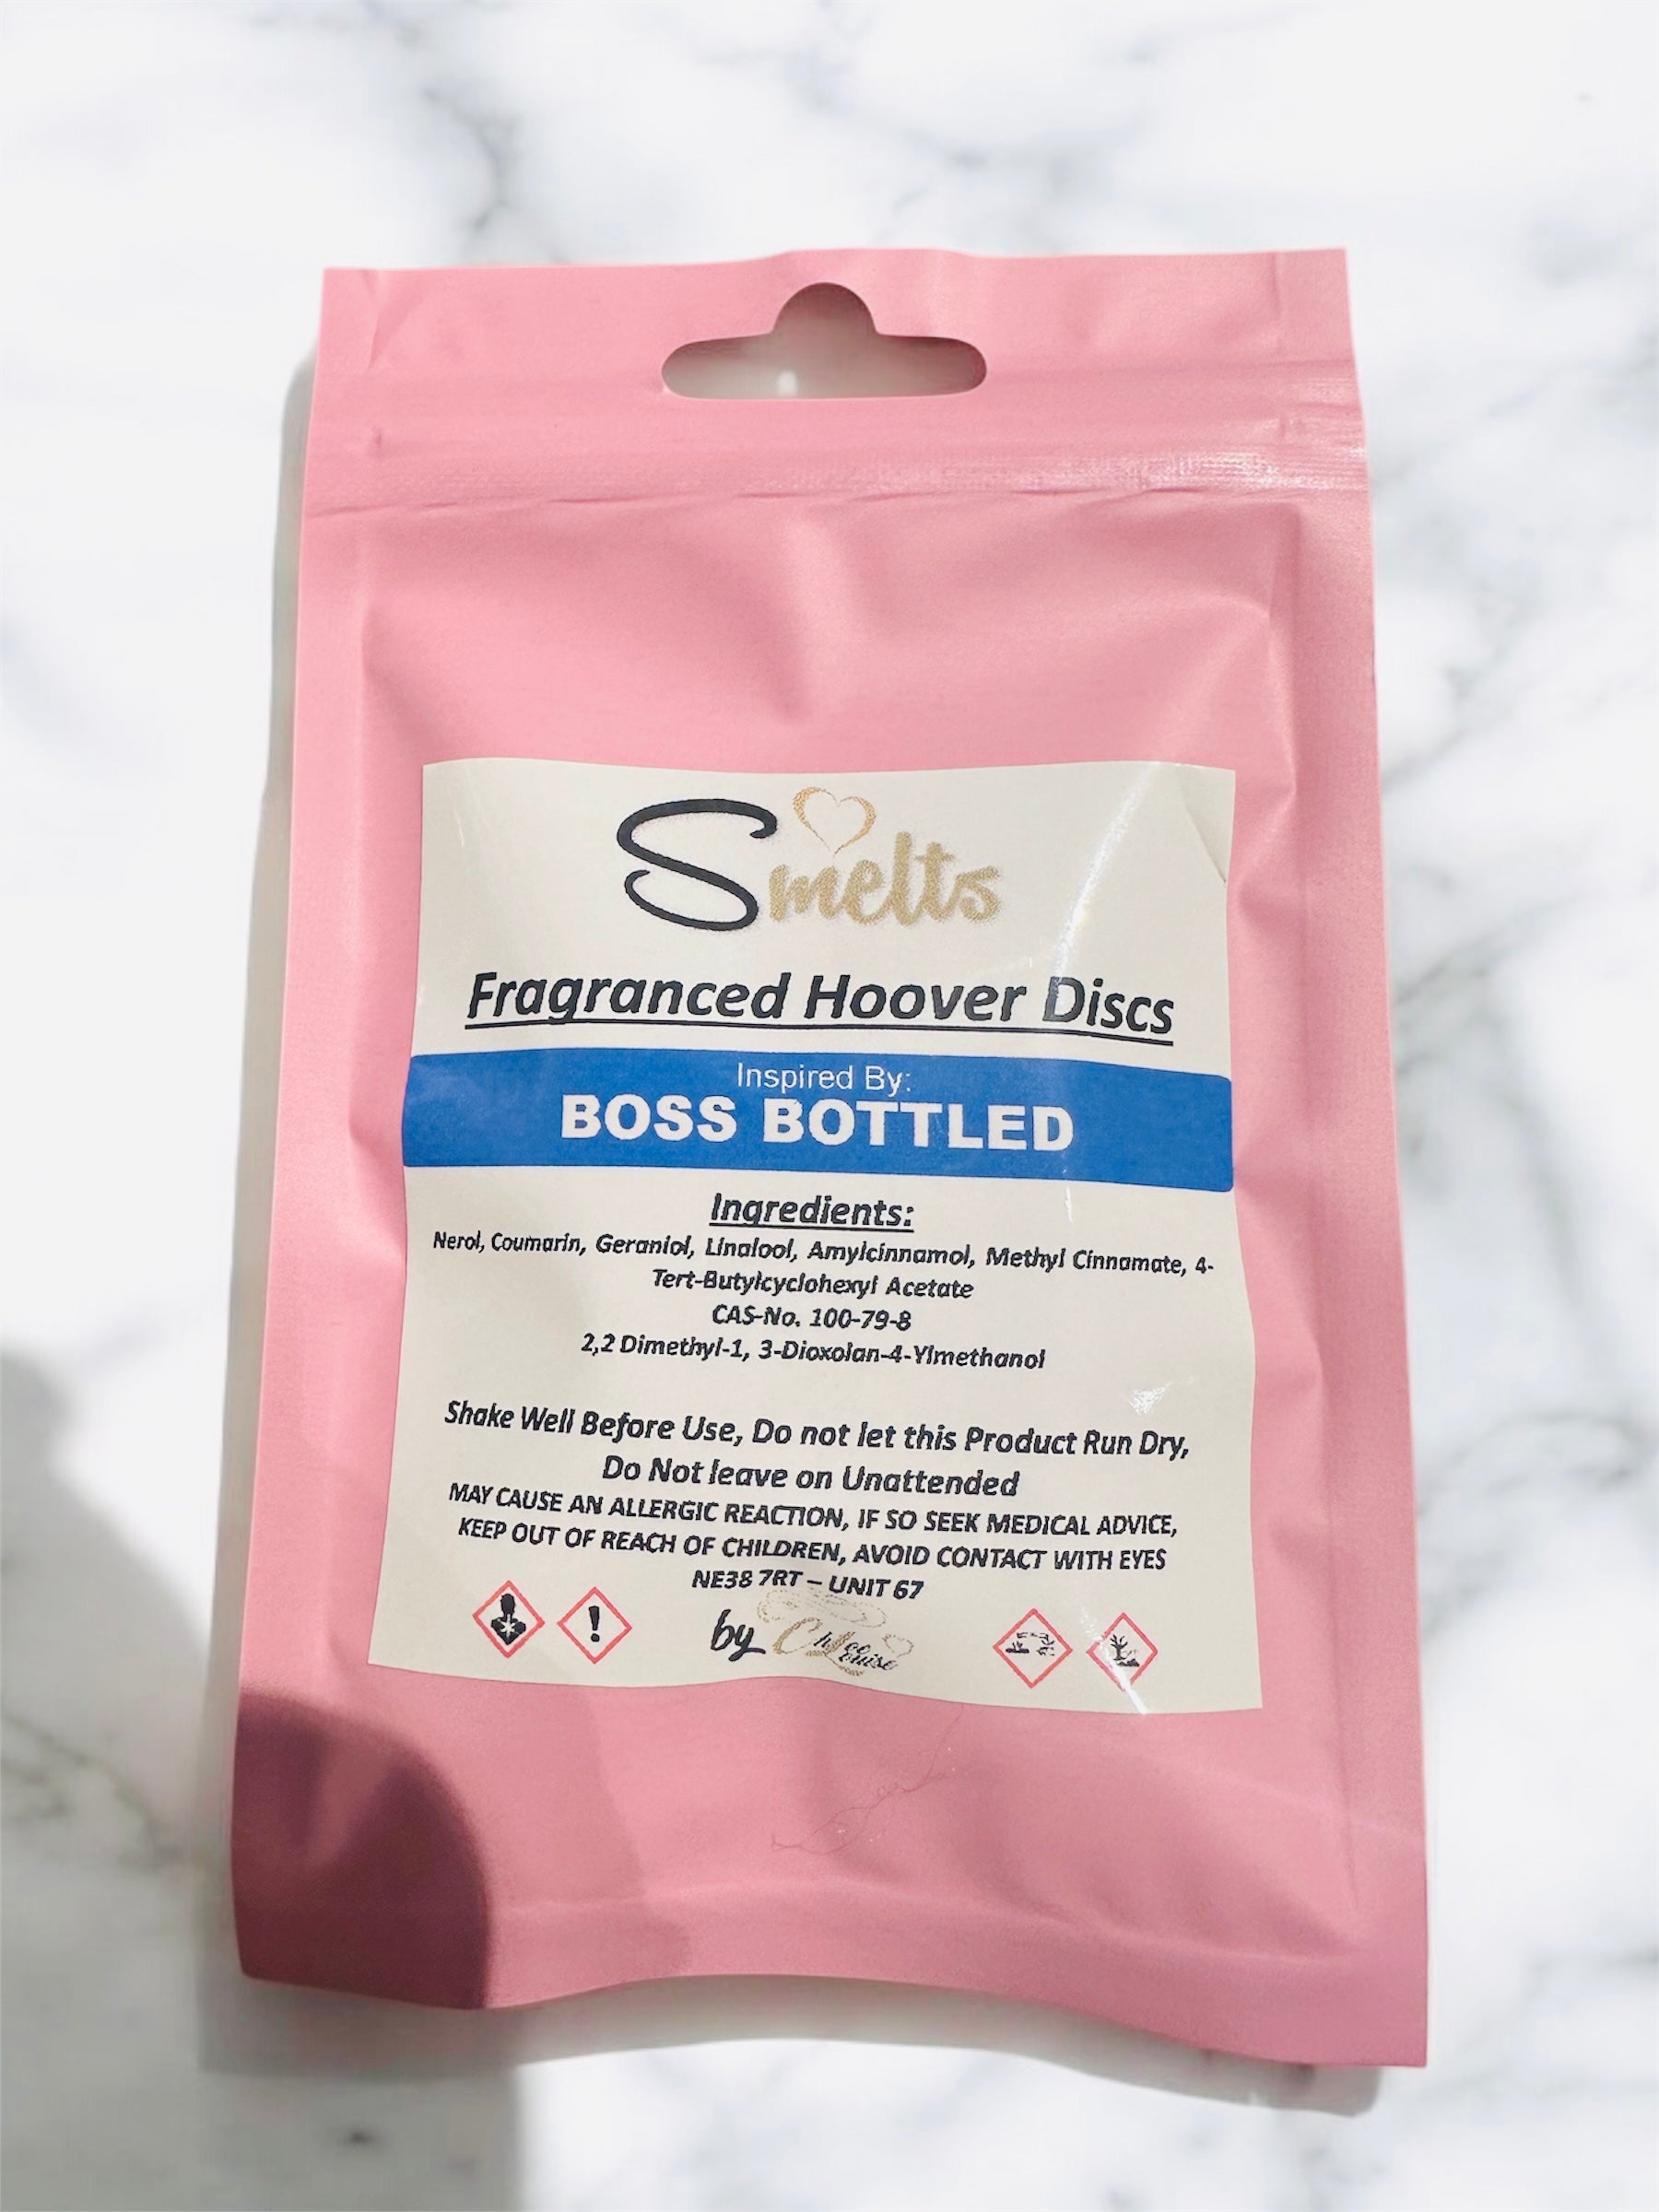 Smelts
Fragranced Hoover Discs
Inspired By:
BOSS BOTTLED
Ingredients:
Nerol, Coumarin, Geraniol, Linalool, Amylcinnamol, Methyl Cinnamate, 4-
Tert-Butylcyclohexyl Acetate
CAS-No. 100-79-8
2,2 Dimethyl-1, 3-Dioxolan-4-Ylmethanol
Shake Well Before Use, Do not let this Product Run Dry,
Do Not leave on Unattended
MAY CAUSE AN ALLERGIC REACTION, IF SO SEEK MEDICAL ADVICE,
KEEP OUT OF REACH OF CHILDREN, AVOID CONTACT WITH EYES
NE38 7RT – UNIT 67
by Chloe Louise